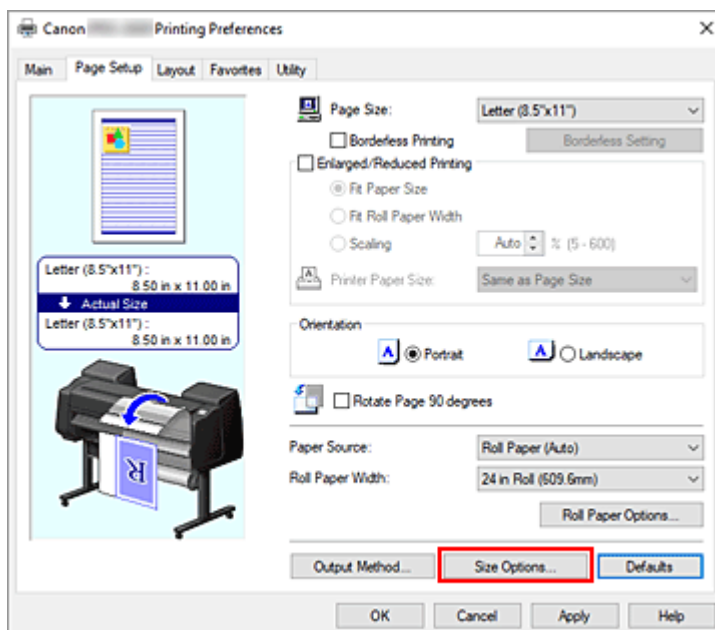 Canon Printing Preferences
Main Page Setup Layout Favorites Utility
Page Size: Letter (8.5"x11")
Borderless Printing Borderless Setting
Enlarged/Reduced Printing
Fit Paper Size
Fit Roll Paper Width
Scaling Auto % (5 - 600)
Printer Paper Size: Same as Page Size
Letter (8.5"x11") :
8.50 in x 11.00 in
Actual Size
Letter (8.5"x11") :
8.50 in x 11.00 in
Orientation
A Portrait A Landscape
Rotate Page 90 degrees
R
Paper Source: Roll Paper (Auto)
Roll Paper Width: 24 in Roll (609.6mm)
Roll Paper Options...
Output Method... Size Options... Defaults
OK Cancel Apply Help